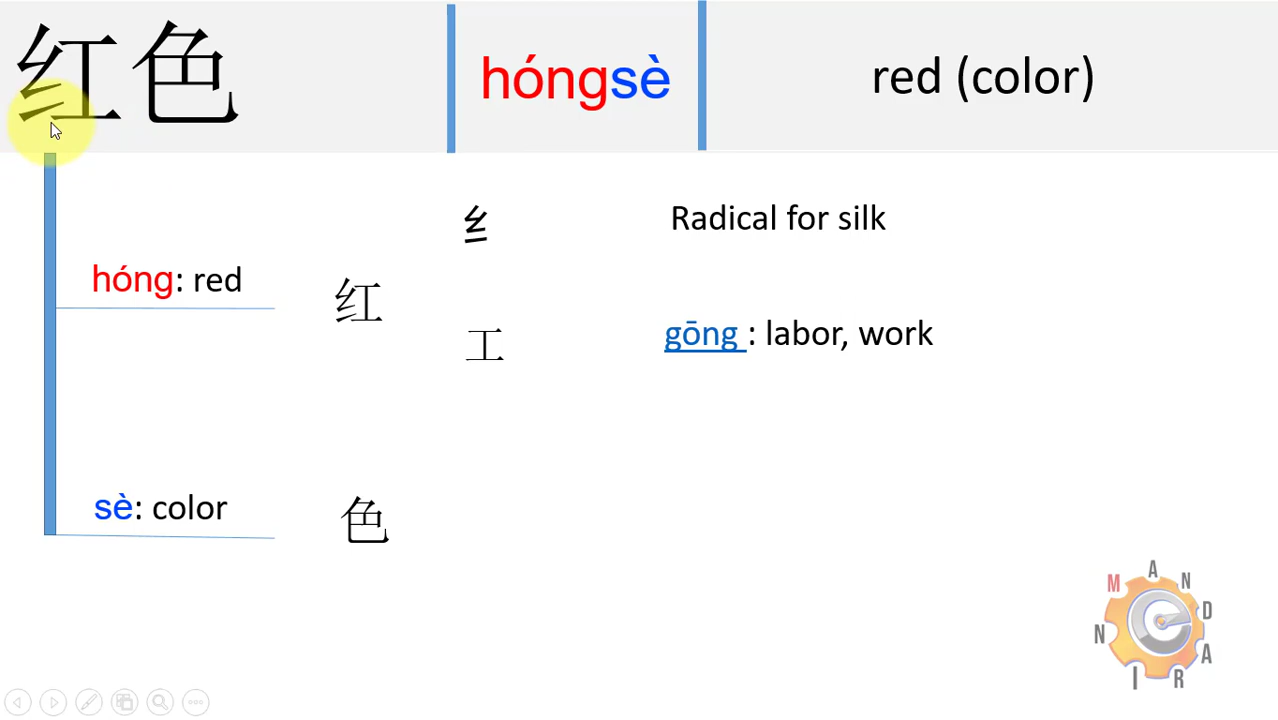 红色 hóngsè red (color)
纟 Radical for silk
hóng: red 红
工 gōng : labor, work
sè: color 色
MANDARIN